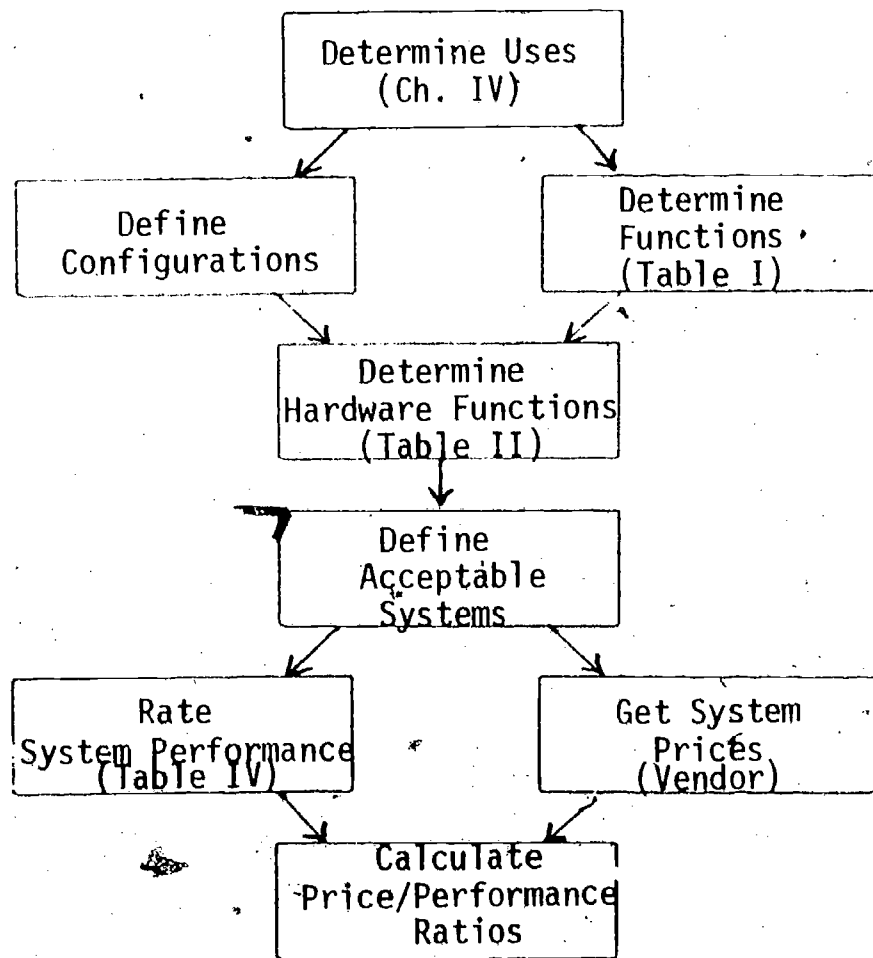 Determine Uses
(Ch. IV)
Define
Configurations
Determine
Functions
(Table I)
Determine
Hardware Functions
(Table II)
Define
Acceptable
Systems
Rate
System Performance
(Table IV)
Get System
Prices
(Vendor)
Calculate
Price/Performance
Ratios